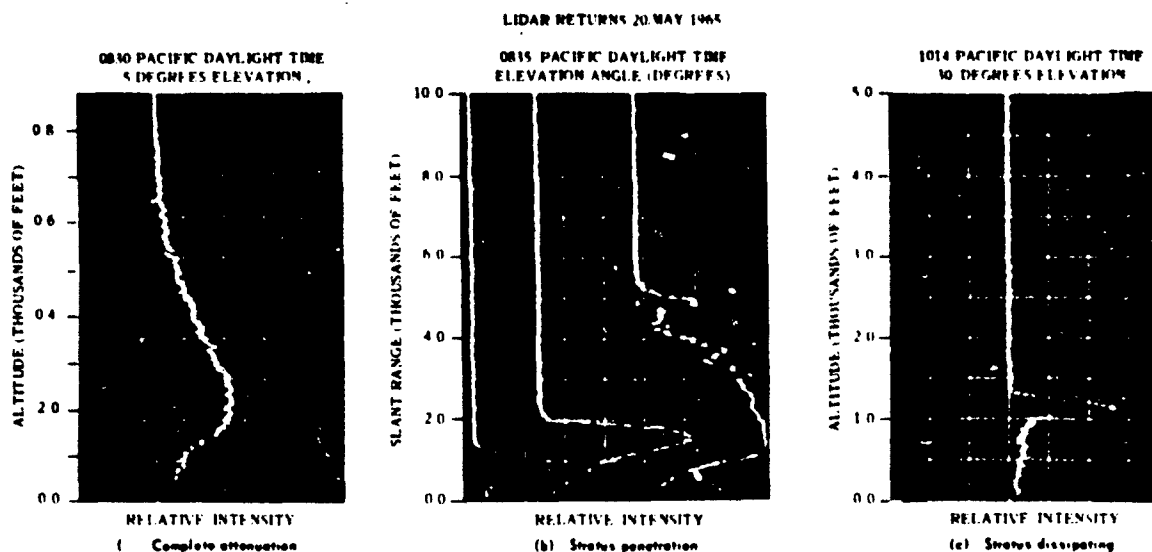 LIDAR RETURNS 20 MAY 1965
0830 PACIFIC DAYLIGHT TIME
5 DEGREES ELEVATION
ALTITUDE (THOUSANDS OF FEET)
0.8
0.6
0.4
2.0
0.0
RELATIVE INTENSITY
( Complete attenuation
0835 PACIFIC DAYLIGHT TIME
ELEVATION ANGLE (DEGREES)
SLANT RANGE (THOUSANDS OF FEET)
10.0
8.0
6.0
4.0
2.0
0.0
RELATIVE INTENSITY
(b) Stratus penetration
1014 PACIFIC DAYLIGHT TIME
30 DEGREES ELEVATION
ALTITUDE (THOUSANDS OF FEET)
5.0
4.0
3.0
2.0
1.0
0.0
RELATIVE INTENSITY
(c) Stratus dissipating